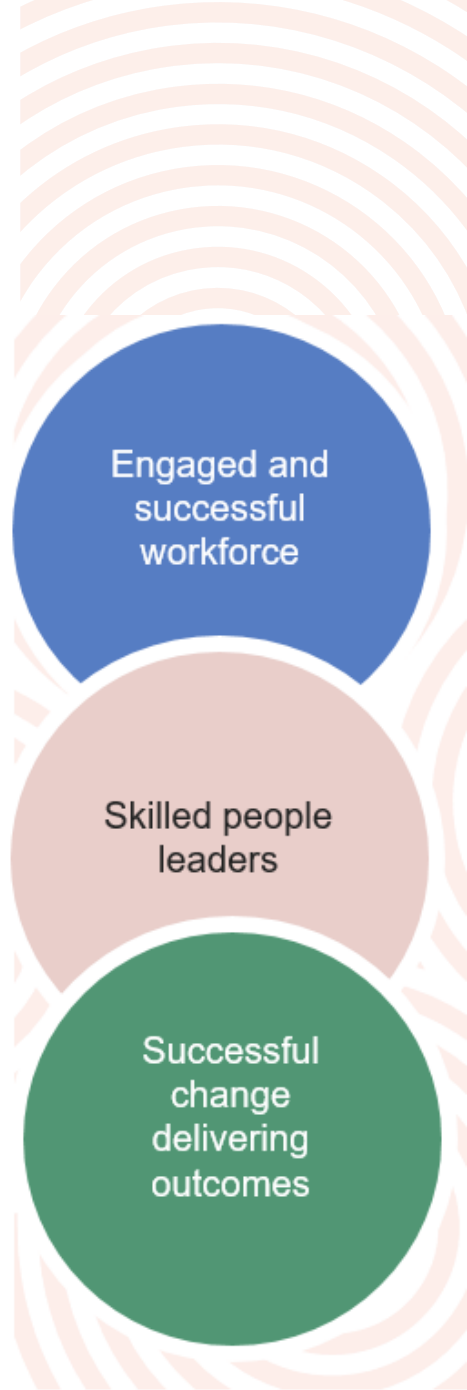 Engaged and
successful
workforce
Skilled people
leaders
Successful
change
delivering
outcomes